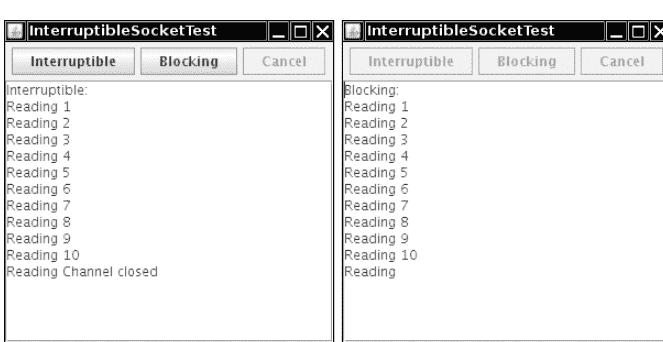 InterruptibleSocketTest
Interruptible Blocking Cancel
Interruptible:
Reading 1
Reading 2
Reading 3
Reading 4
Reading 5
Reading 6
Reading 7
Reading 8
Reading 9
Reading 10
Reading Channel closed
InterruptibleSocketTest
Interruptible Blocking Cancel
Blocking:
Reading 1
Reading 2
Reading 3
Reading 4
Reading 5
Reading 6
Reading 7
Reading 8
Reading 9
Reading 10
Reading